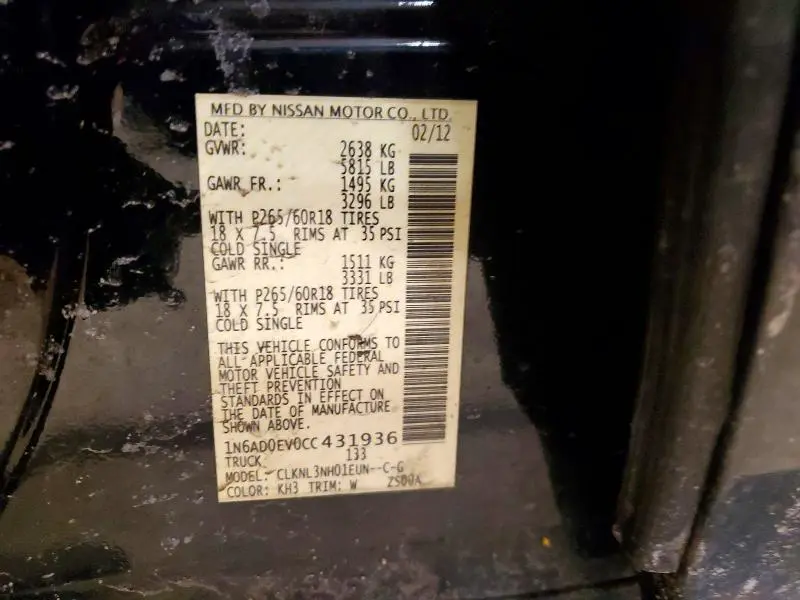 MFD BY NISSAN MOTOR CO., LTD.
DATE: 02/12
GVWR: 2638 KG
5815 LB
GAWR FR.: 1495 KG
3296 LB
WITH P265/60R18 TIRES
18 X 7.5 RIMS AT 35 PSI
COLD SINGLE
GAWR RR.: 1511 KG
3331 LB
WITH P265/60R18 TIRES
18 X 7.5 RIMS AT 35 PSI
COLD SINGLE
THIS VEHICLE CONFORMS TO
ALL APPLICABLE FEDERAL
MOTOR VEHICLE SAFETY AND
THEFT PREVENTION
STANDARDS IN EFFECT ON
THE DATE OF MANUFACTURE
SHOWN ABOVE.
1N6AD0EV0CC431936
TRUCK 133
MODEL: CLKNL3NH01EUN--C-G
COLOR: KH3 TRIM: W ZS00A